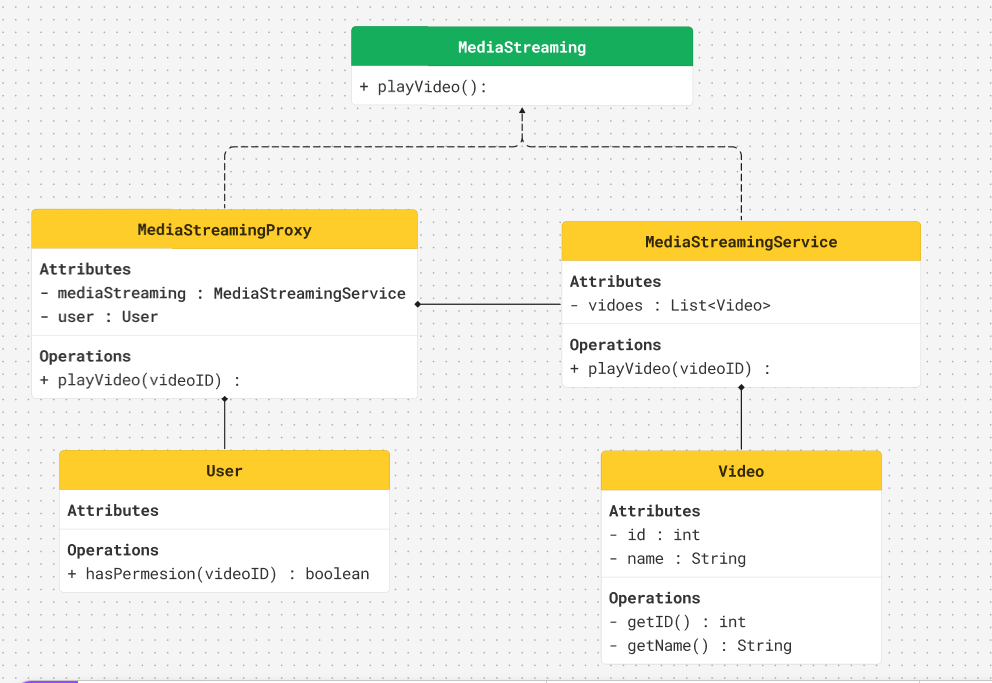 MediaStreaming
+ playVideo():
MediaStreamingProxy
Attributes
- mediaStreaming : MediaStreamingService
- user : User
Operations
+ playVideo(videoID) :
MediaStreamingService
Attributes
- vidoes : List<Video>
Operations
+ playVideo(videoID) :
User
Attributes
Operations
+ hasPermesion(videoID) : boolean
Video
Attributes
- id : int
- name : String
Operations
- getID() : int
- getName() : String